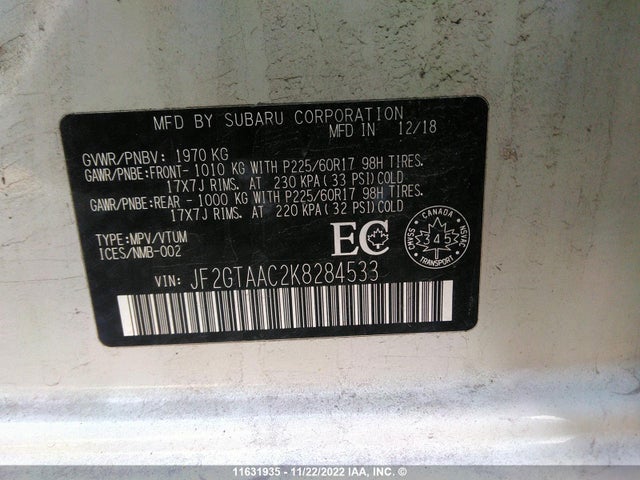 MFD BY SUBARU CORPORATION
MFD IN 12/18
GVWR/PNBV: 1970 KG
GAWR/PNBE:FRONT- 1010 KG WITH P225/60R17 98H TIRES.
17X7J RIMS. AT 230 KPA(33 PSI)COLD
GAWR/PNBE:REAR - 1000 KG WITH P225/60R17 98H TIRES.
17X7J RIMS. AT 220 KPA(32 PSI)COLD
TYPE:MPV/VTUM
ICES/NMB-002
EC
CANADA
CMVSS
NSVAC
345
TRANSPORT
VIN: JF2GTAAC2K8284533
11631935 - 11/22/2022 IAA, INC. ©